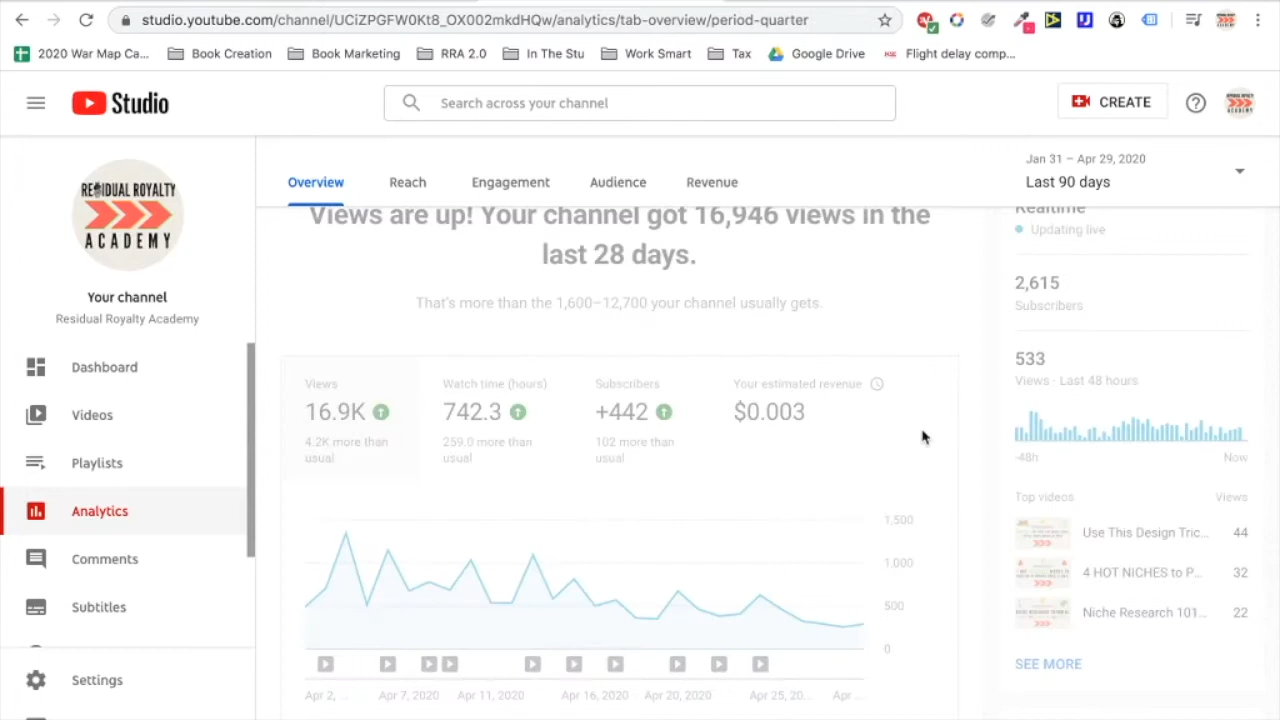 studio.youtube.com/channel/UCiZPGFW0Kt8_OX002mkdHQw/analytics/tab-overview/period-quarter
2020 War Map Ca... Book Creation Book Marketing RRA 2.0 In The Stu Work Smart Tax Google Drive Flight delay comp...
Studio
Search across your channel
CREATE
RESIDUAL ROYALTY
ACADEMY
Your channel
Residual Royalty Academy
Dashboard
Videos
Playlists
Analytics
Comments
Subtitles
Settings
Overview Reach Engagement Audience Revenue
Jan 31 – Apr 29, 2020
Last 90 days
Views are up! Your channel got 16,946 views in the
last 28 days.
That's more than the 1,600–12,700 your channel usually gets.
Views
16.9K
4.2K more than
usual
Watch time (hours)
742.3
259.0 more than
usual
Subscribers
+442
102 more than
usual
Your estimated revenue
$0.003
1,500
1,000
500
0
Apr 2, ... Apr 7, 2020 Apr 11, 2020 Apr 16, 2020 Apr 20, 2020 Apr 25, 20... Apr ...
Realtime
Updating live
2,615
Subscribers
533
Views · Last 48 hours
-48h Now
Top videos Views
Use This Design Tric... 44
4 HOT NICHES to P... 32
Niche Research 101... 22
SEE MORE